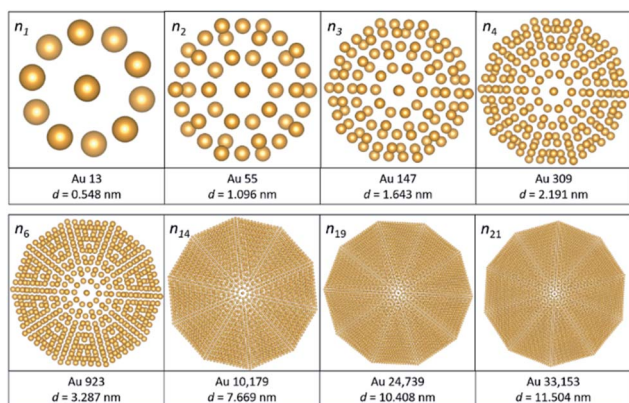 n1
n2
n3
n4
Au 13
d = 0.548 nm
Au 55
d = 1.096 nm
Au 147
d = 1.643 nm
Au 309
d = 2.191 nm
n6
n14
n19
n21
Au 923
d = 3.287 nm
Au 10,179
d = 7.669 nm
Au 24,739
d = 10.408 nm
Au 33,153
d = 11.504 nm